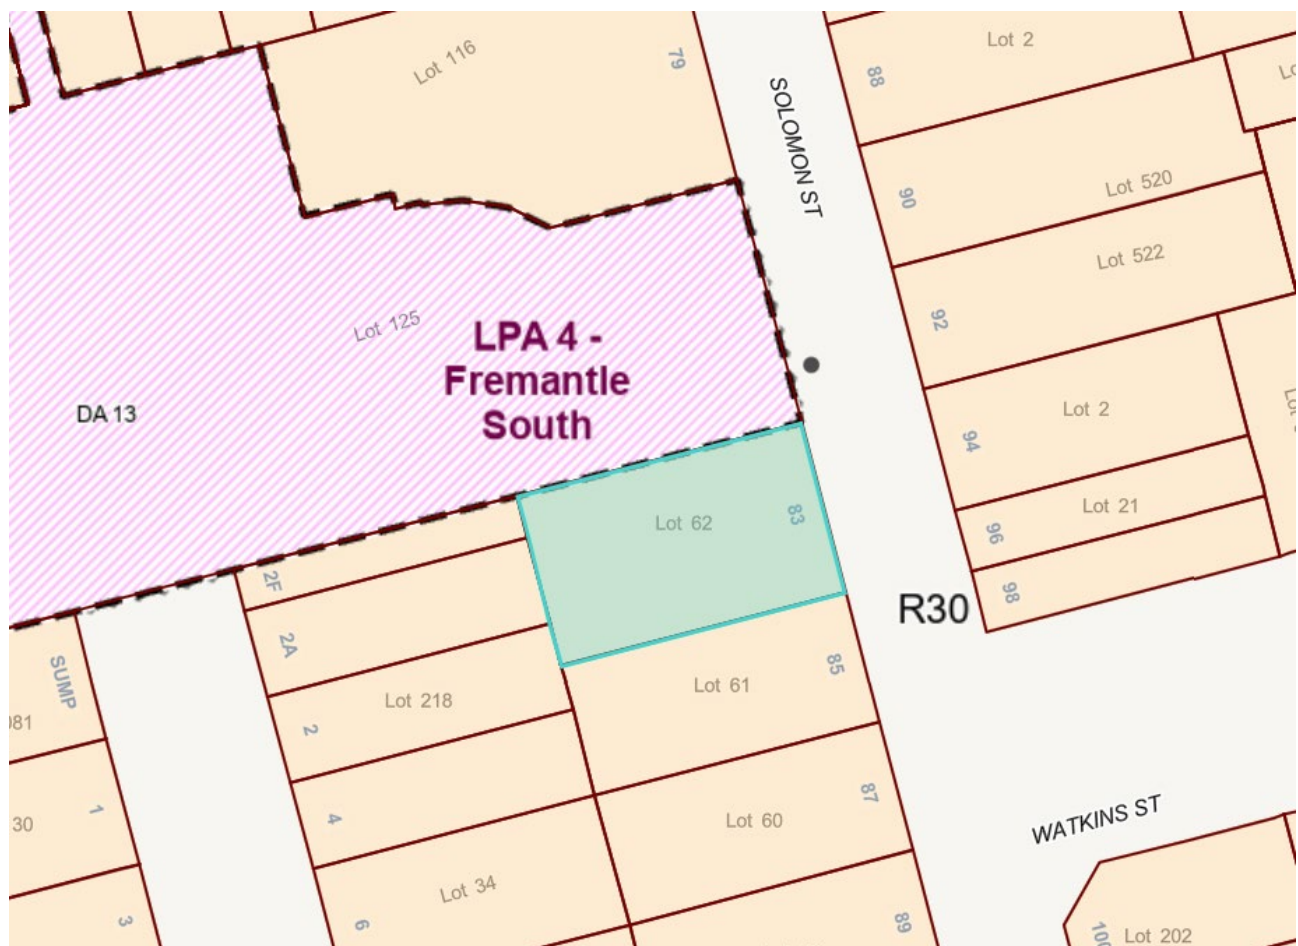 Lot 116
79
SOLOMON ST
Lot 2
88
Lot 520
90
Lot 522
92
Lot 125
LPA 4 -
Fremantle
South
DA 13
Lot 2
94
Lot 21
96
98
Lot 62
83
R30
2F
2A
SUMP
Lot 218
2
Lot 61
85
1
30
4
Lot 60
87
WATKINS ST
Lot 34
6
3
89
Lot 202